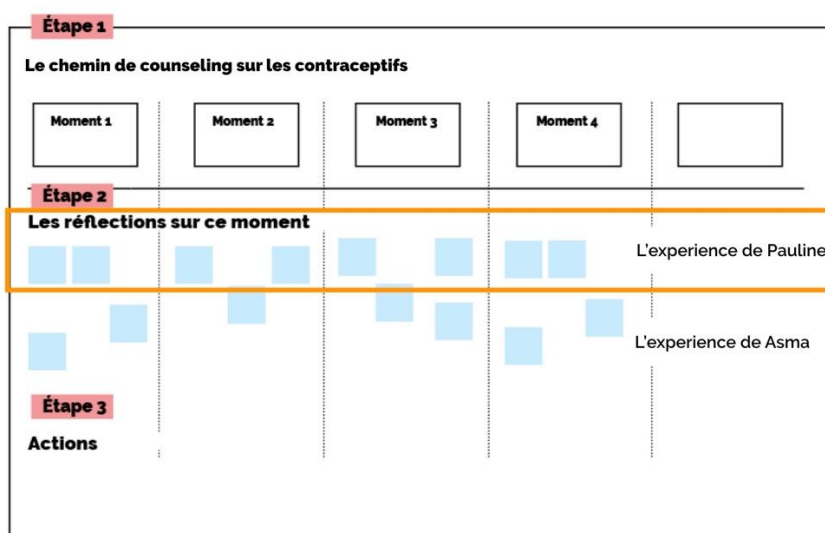 Étape 1
Le chemin de counseling sur les contraceptifs
Moment 1
Moment 2
Moment 3
Moment 4
Étape 2
Les réflections sur ce moment
L'experience de Pauline
L'experience de Asma
Étape 3
Actions